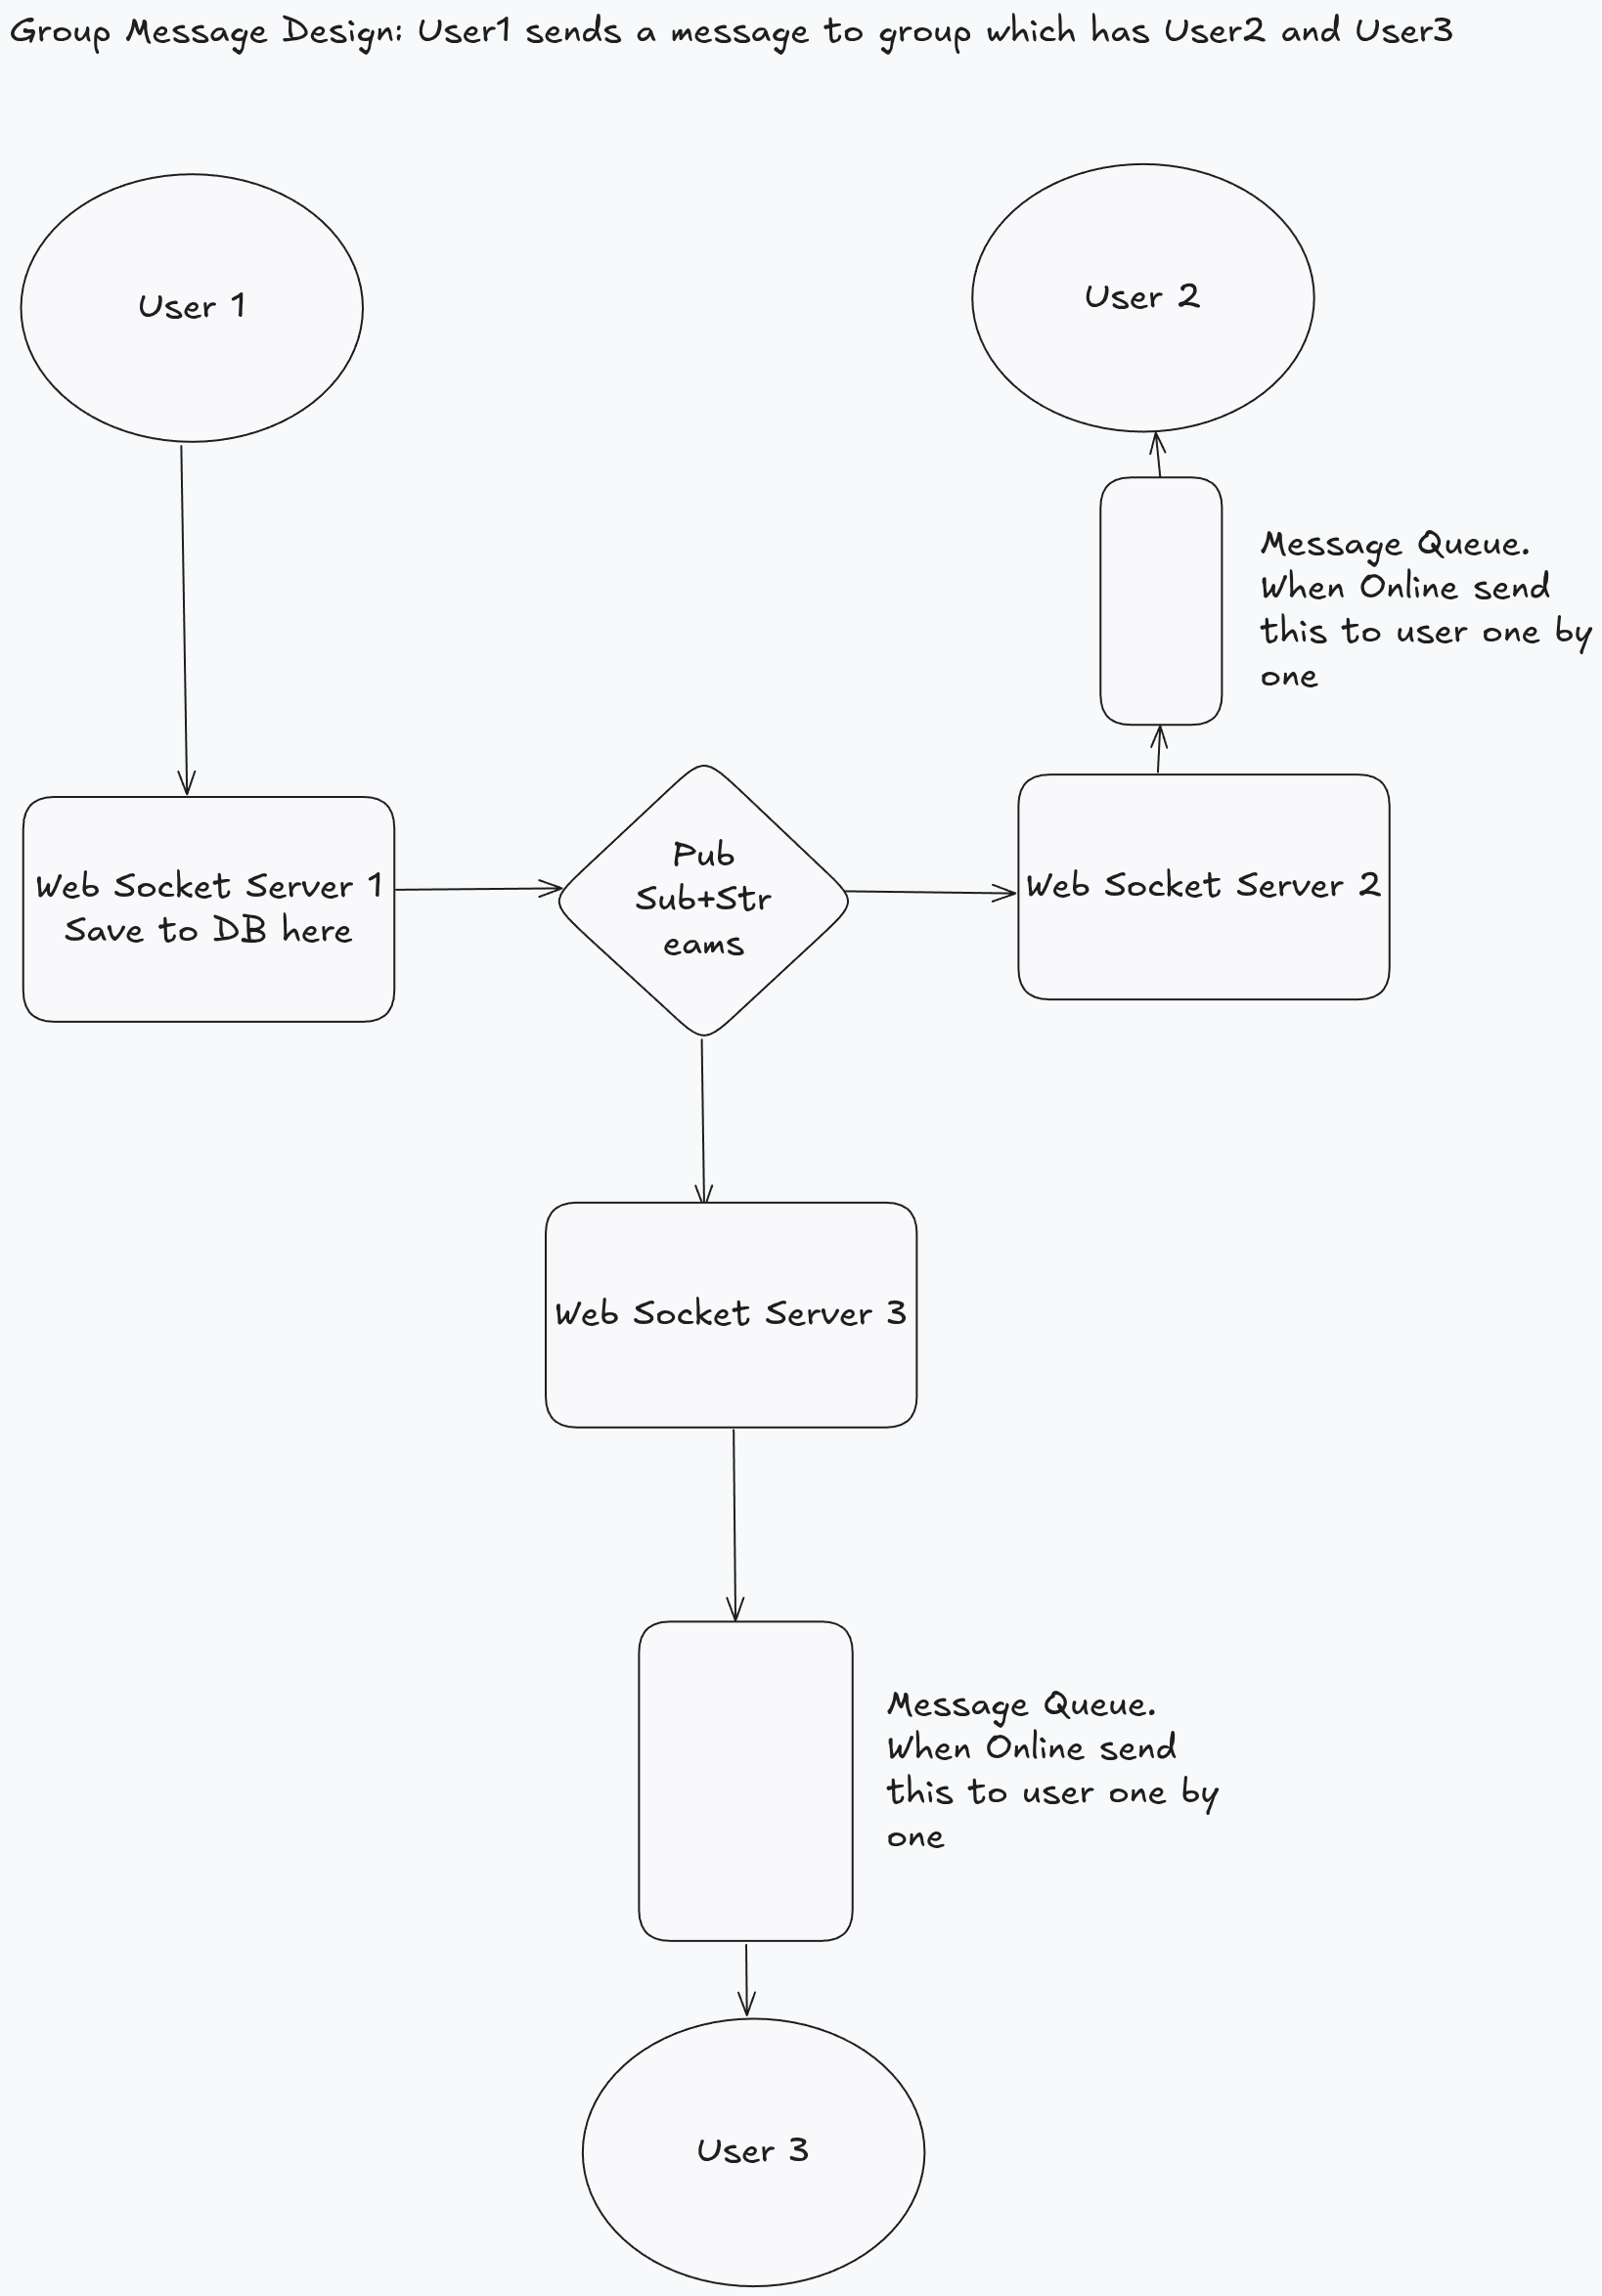 Group Message Design: User1 sends a message to group which has User2 and User3
User 1
User 2
Message Queue.
When Online send
this to user one by
one
Web Socket Server 1
Save to DB here
Pub
Sub+Str
eams
Web Socket Server 2
Web Socket Server 3
Message Queue.
When Online send
this to user one by
one
User 3